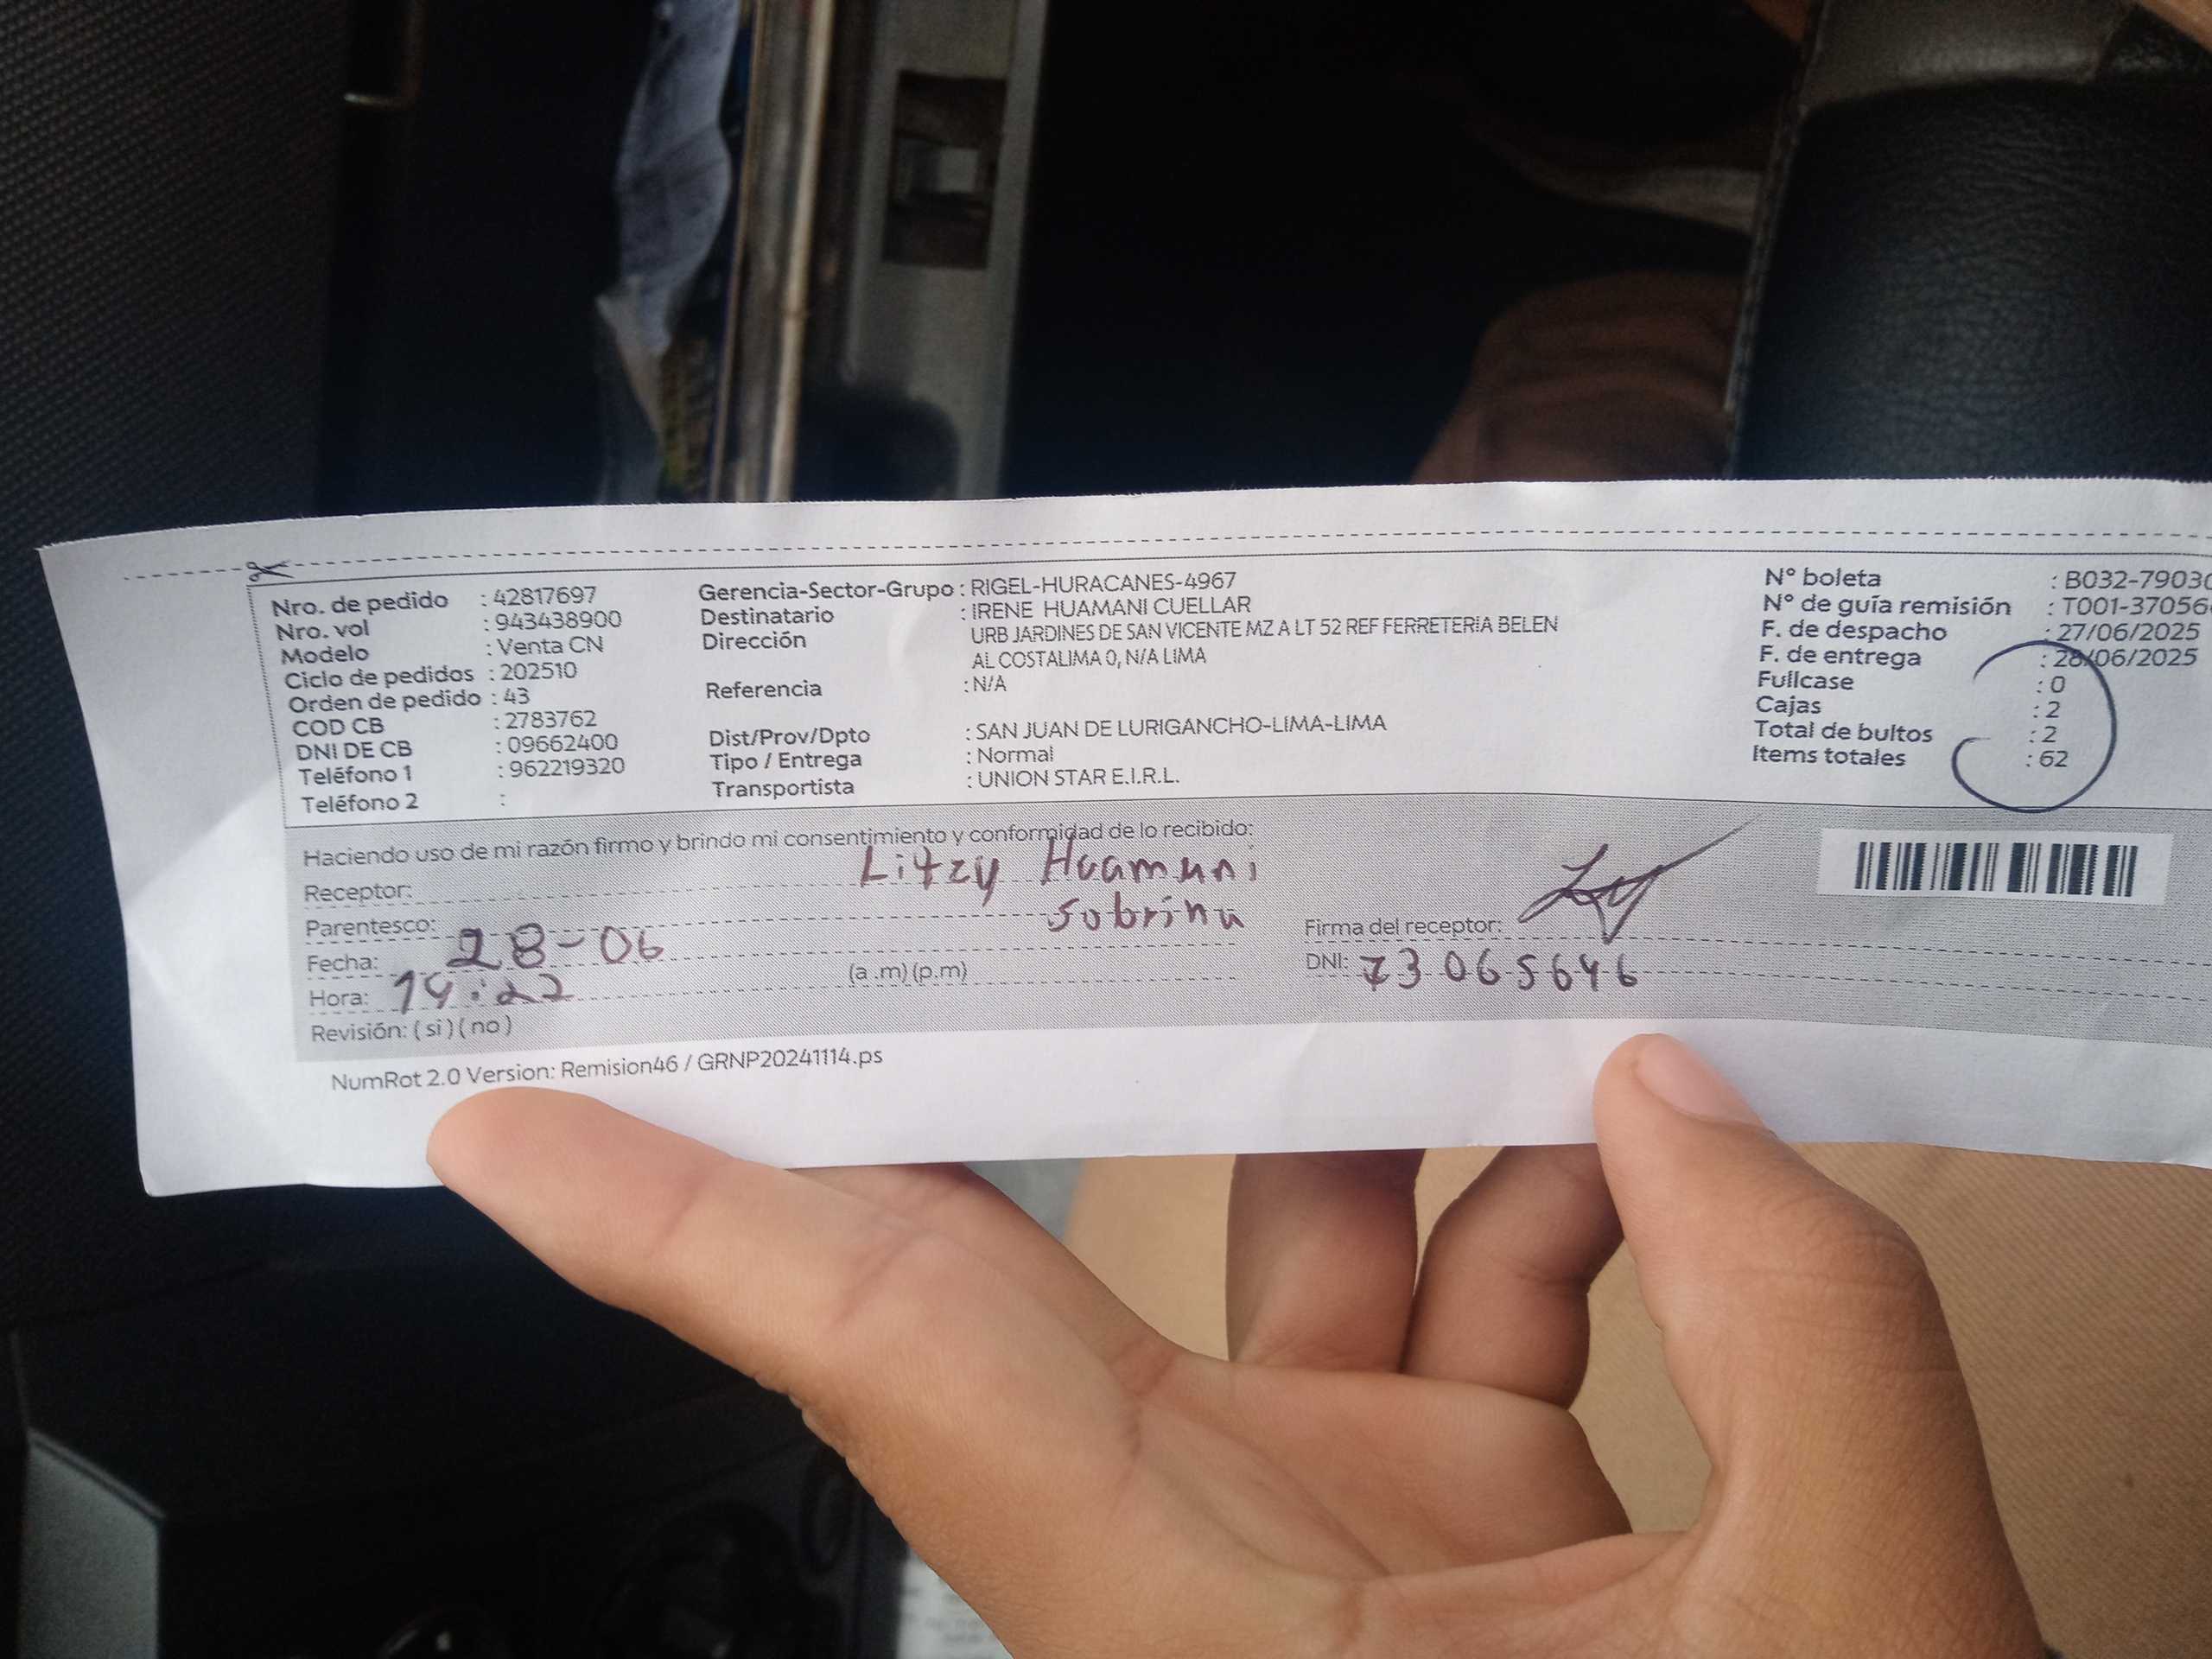 Nro. de pedido : 42817697
Nro. vol : 943438900
Modelo : Venta CN
Ciclo de pedidos : 202510
Orden de pedido : 43
COD CB : 2783762
DNI DE CB : 09662400
Teléfono 1 : 962219320
Teléfono 2 :
Gerencia-Sector-Grupo : RIGEL-HURACANES-4967
Destinatario : IRENE HUAMANI CUELLAR
Dirección URB JARDINES DE SAN VICENTE MZ A LT 52 REF FERRETERIA BELEN
AL COSTALIMA 0, N/A LIMA
Referencia : N/A
Dist/Prov/Dpto : SAN JUAN DE LURIGANCHO-LIMA-LIMA
Tipo / Entrega : Normal
Transportista : UNION STAR E.I.R.L.
N° boleta : B032-7903
N° de guía remisión : T001-37056
F. de despacho : 27/06/2025
F. de entrega : 28/06/2025
Fullcase : 0
Cajas : 2
Total de bultos : 2
Items totales : 62
Haciendo uso de mi razón firmo y brindo mi consentimiento y conformidad de lo recibido:
Receptor: Litzy Huamani
Parentesco: sobrina
Fecha: 28-06
Hora: 14:22 (a .m) (p.m)
Revisión: ( si ) ( no )
Firma del receptor:
DNI: 73065646
NumRot 2.0 Version: Remision46 / GRNP20241114.ps